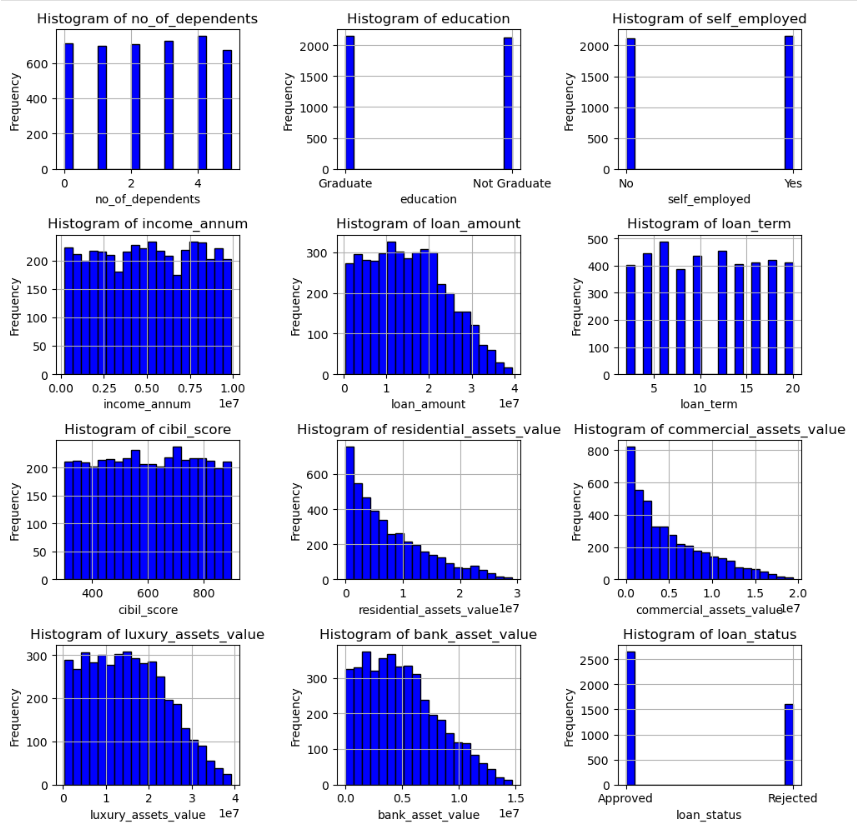 Histogram of no_of_dependents
Histogram of education
Histogram of self_employed
Frequency
600
400
200
0
0 2 4
no_of_dependents
Frequency
2000
1500
1000
500
0
Graduate Not Graduate
education
Frequency
2000
1500
1000
500
0
No Yes
self_employed
Histogram of income_annum
Histogram of loan_amount
Histogram of loan_term
Frequency
200
150
100
50
0
0.00 0.25 0.50 0.75 1.00
1e7
income_annum
Frequency
300
200
100
0
0 1 2 3 4
1e7
loan_amount
Frequency
500
400
300
200
100
0
5 10 15 20
loan_term
Histogram of cibil_score
Histogram of residential_assets_value
Histogram of commercial_assets_value
Frequency
200
150
100
50
0
400 600 800
cibil_score
Frequency
600
400
200
0
0 1 2 3
1e7
residential_assets_value
Frequency
800
600
400
200
0
0.0 0.5 1.0 1.5 2.0
1e7
commercial_assets_value
Histogram of luxury_assets_value
Histogram of bank_asset_value
Histogram of loan_status
Frequency
300
200
100
0
0 1 2 3 4
1e7
luxury_assets_value
Frequency
300
200
100
0
0.0 0.5 1.0 1.5
1e7
bank_asset_value
Frequency
2500
2000
1500
1000
500
0
Approved Rejected
loan_status